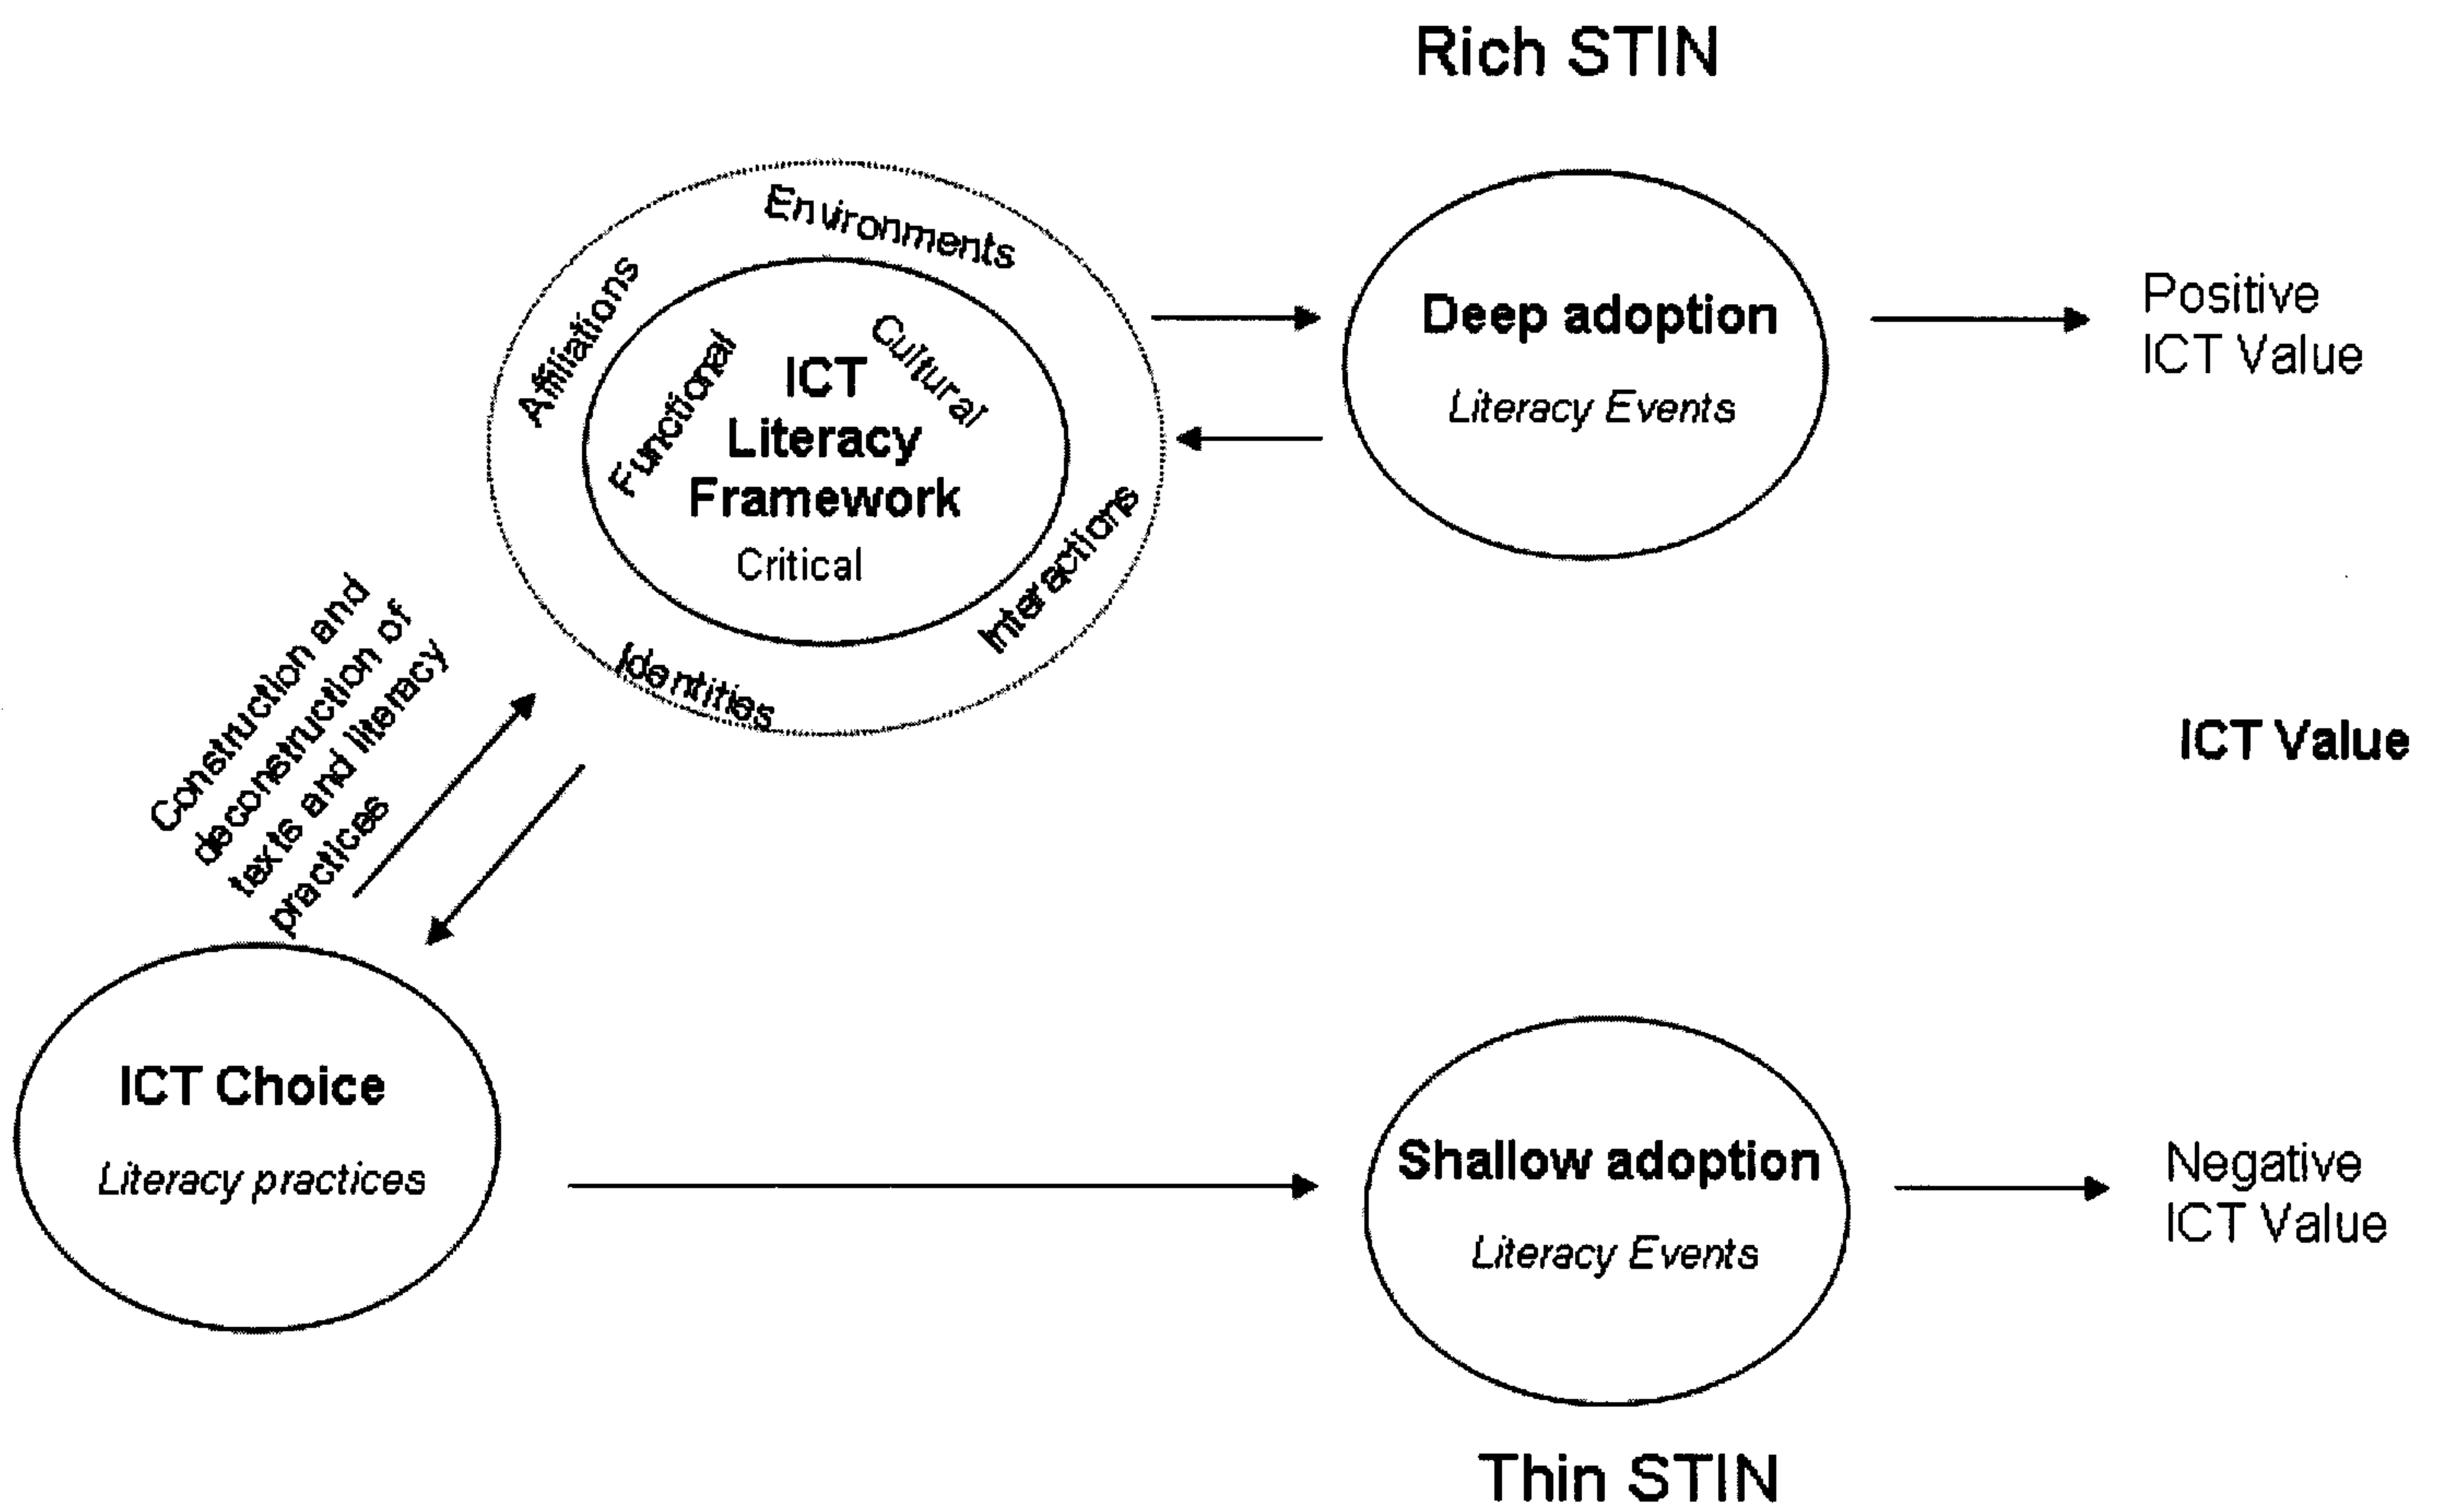 Rich STIN
Environments
Affiliations
Functional
Cultural
ICT
Literacy
Framework
Critical
Interactions
Identities
Deep adoption
Literacy Events
Positive
ICT Value
Construction and
deconstruction of
texts and literacy
practices
ICT Value
ICT Choice
Literacy practices
Shallow adoption
Literacy Events
Negative
ICT Value
Thin STIN